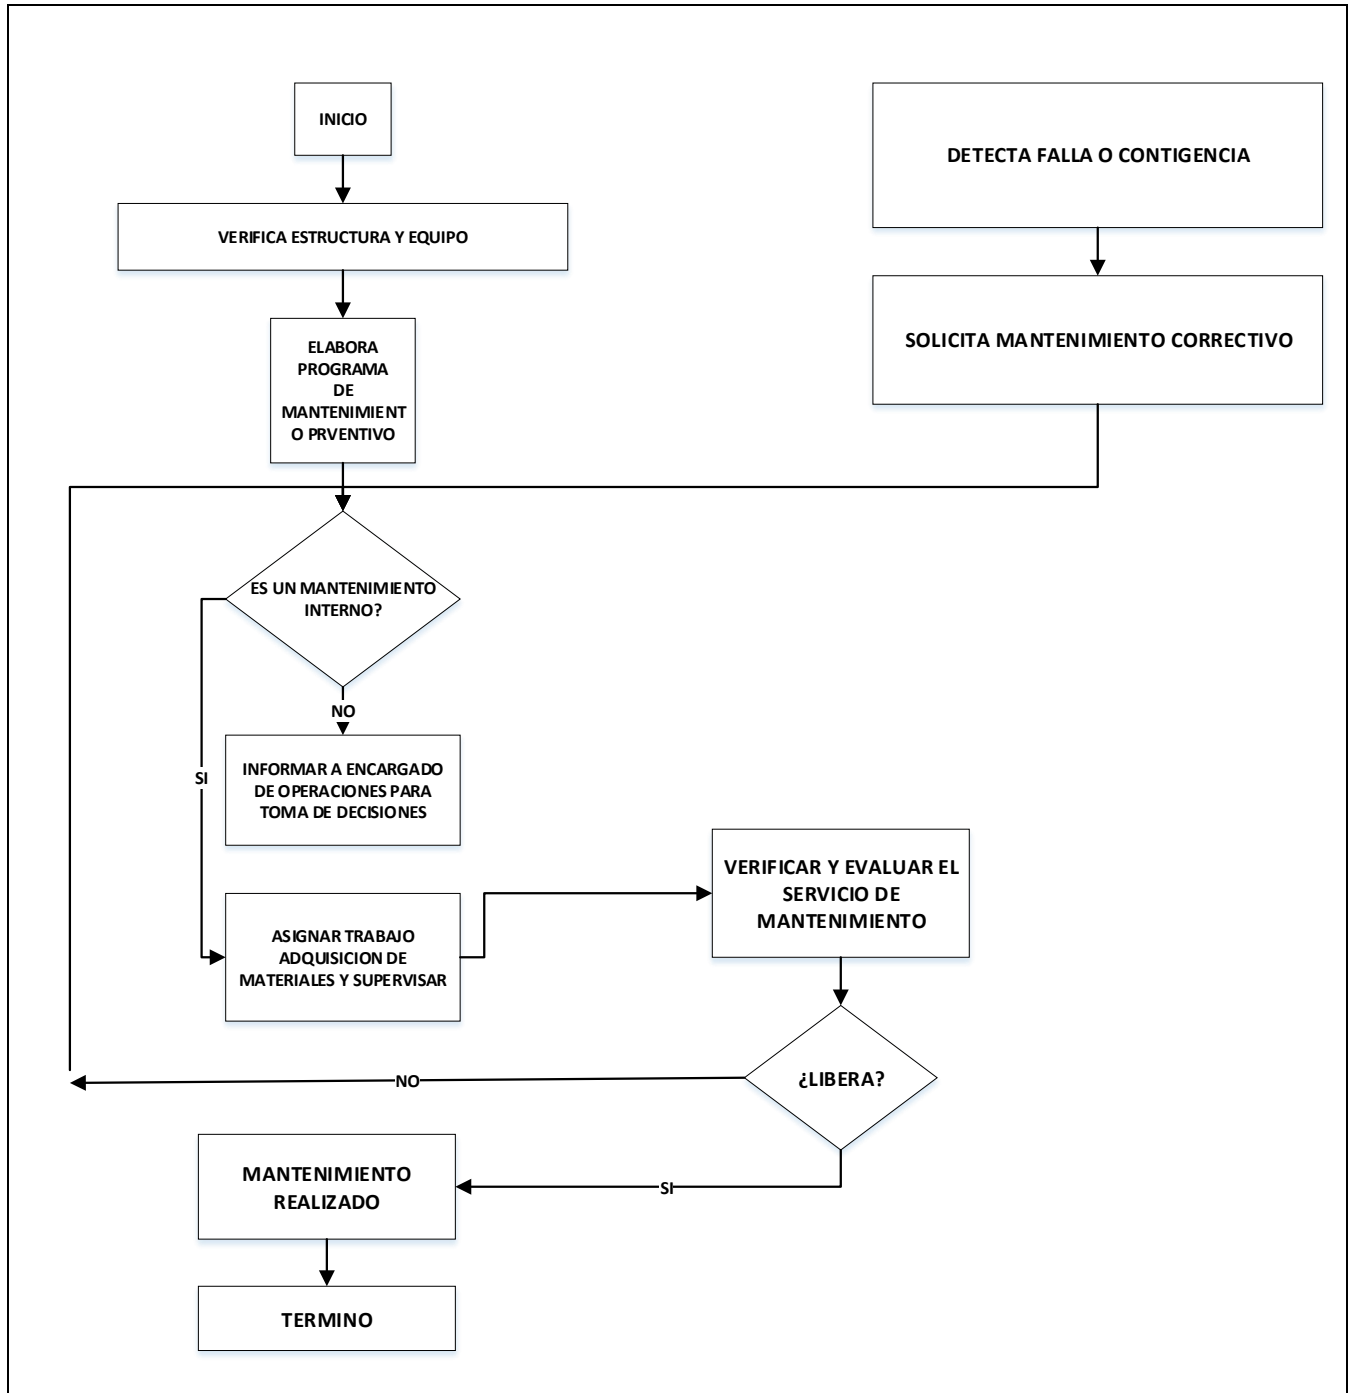 INICIO
DETECTA FALLA O CONTIGENCIA
VERIFICA ESTRUCTURA Y EQUIPO
SOLICITA MANTENIMIENTO CORRECTIVO
ELABORA
PROGRAMA
DE
MANTENIMIENT
O PRVENTIVO
ES UN MANTENIMIENTO
INTERNO?
NO
SI
INFORMAR A ENCARGADO
DE OPERACIONES PARA
TOMA DE DECISIONES
ASIGNAR TRABAJO
ADQUISICION DE
MATERIALES Y SUPERVISAR
VERIFICAR Y EVALUAR EL
SERVICIO DE
MANTENIMIENTO
¿LIBERA?
NO
SI
MANTENIMIENTO
REALIZADO
TERMINO